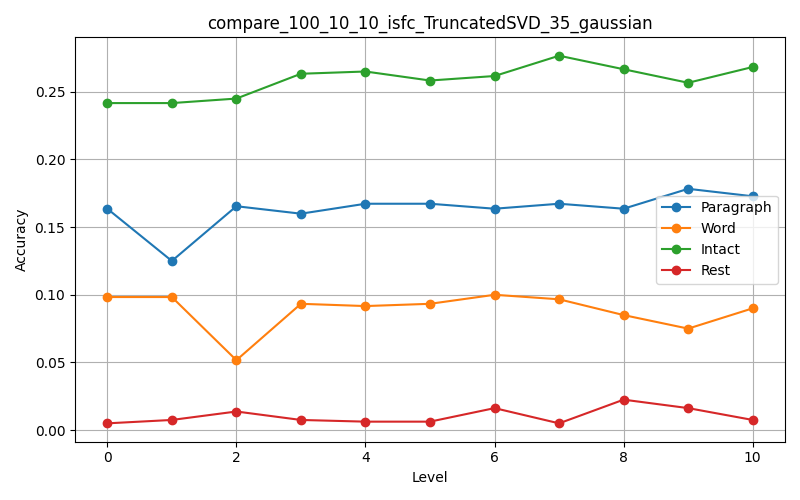 compare_100_10_10_isfc_TruncatedSVD_35_gaussian
Accuracy
0.25
0.20
0.15
0.10
0.05
0.00
Paragraph
Word
Intact
Rest
0 2 4 6 8 10
Level